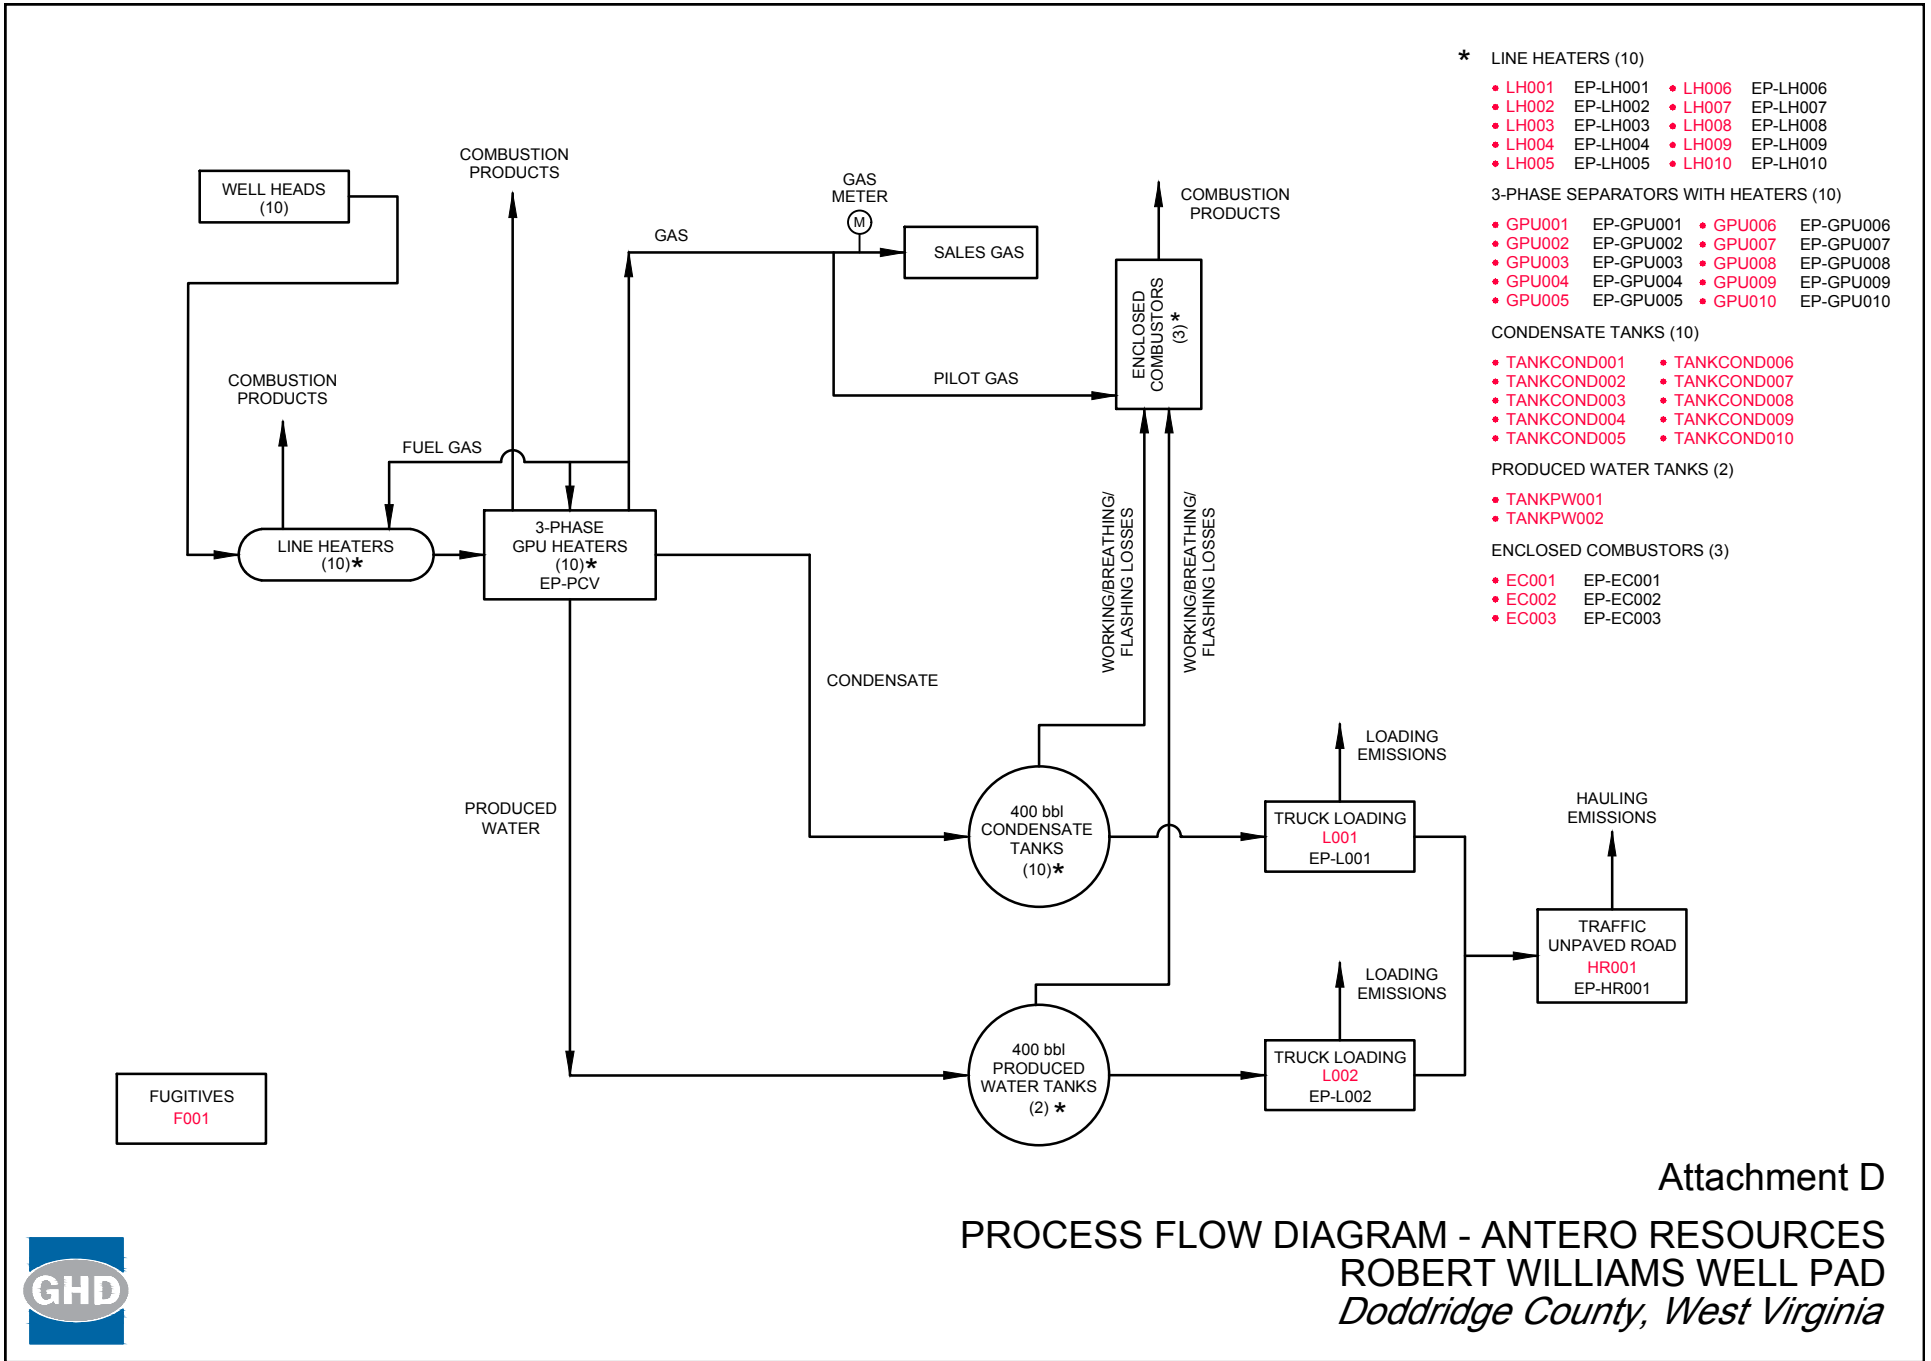 WELL HEADS
(10)
COMBUSTION
PRODUCTS
GAS
METER
M
GAS
SALES GAS
COMBUSTION
PRODUCTS
ENCLOSED
COMBUSTORS
(3)*
PILOT GAS
COMBUSTION
PRODUCTS
FUEL GAS
LINE HEATERS
(10)*
3-PHASE
GPU HEATERS
(10)*
EP-PCV
WORKING/BREATHING/
FLASHING LOSSES
WORKING/BREATHING/
FLASHING LOSSES
CONDENSATE
PRODUCED
WATER
400 bbl
CONDENSATE
TANKS
(10)*
LOADING
EMISSIONS
TRUCK LOADING
L001
EP-L001
HAULING
EMISSIONS
TRAFFIC
UNPAVED ROAD
HR001
EP-HR001
400 bbl
PRODUCED
WATER TANKS
(2) *
LOADING
EMISSIONS
TRUCK LOADING
L002
EP-L002
FUGITIVES
F001
* LINE HEATERS (10)
• LH001 EP-LH001 • LH006 EP-LH006
• LH002 EP-LH002 • LH007 EP-LH007
• LH003 EP-LH003 • LH008 EP-LH008
• LH004 EP-LH004 • LH009 EP-LH009
• LH005 EP-LH005 • LH010 EP-LH010
3-PHASE SEPARATORS WITH HEATERS (10)
• GPU001 EP-GPU001 • GPU006 EP-GPU006
• GPU002 EP-GPU002 • GPU007 EP-GPU007
• GPU003 EP-GPU003 • GPU008 EP-GPU008
• GPU004 EP-GPU004 • GPU009 EP-GPU009
• GPU005 EP-GPU005 • GPU010 EP-GPU010
CONDENSATE TANKS (10)
• TANKCOND001 • TANKCOND006
• TANKCOND002 • TANKCOND007
• TANKCOND003 • TANKCOND008
• TANKCOND004 • TANKCOND009
• TANKCOND005 • TANKCOND010
PRODUCED WATER TANKS (2)
• TANKPW001
• TANKPW002
ENCLOSED COMBUSTORS (3)
• EC001 EP-EC001
• EC002 EP-EC002
• EC003 EP-EC003
Attachment D
PROCESS FLOW DIAGRAM - ANTERO RESOURCES
ROBERT WILLIAMS WELL PAD
Doddridge County, West Virginia
GHD